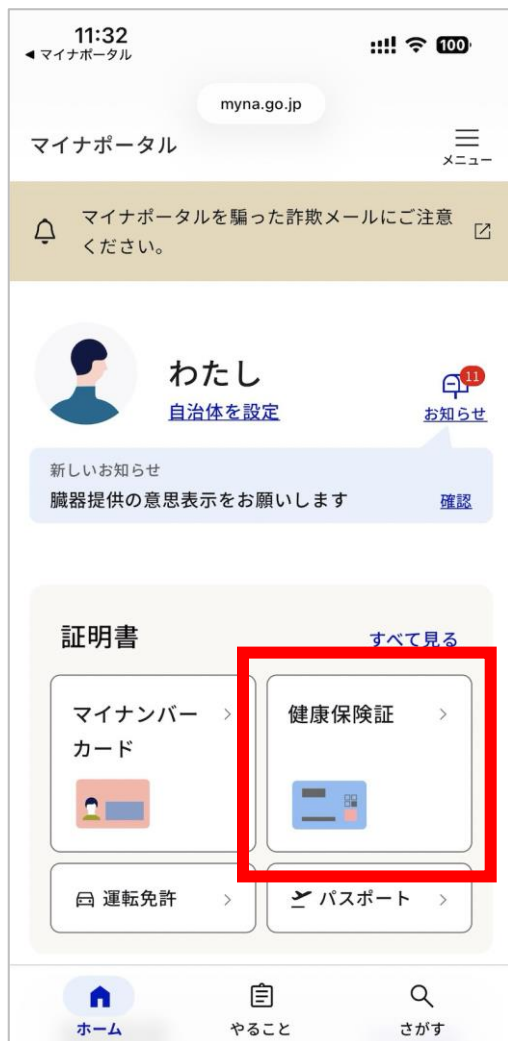 11:32
◀ マイナポータル
100
myna.go.jp
マイナポータル
メニュー
マイナポータルを騙った詐欺メールにご注意
ください。
わたし
自治体を設定
11
お知らせ
新しいお知らせ
臓器提供の意思表示をお願いします
確認
証明書
すべて見る
マイナンバー
カード
健康保険証
運転免許
パスポート
ホーム
やること
さがす